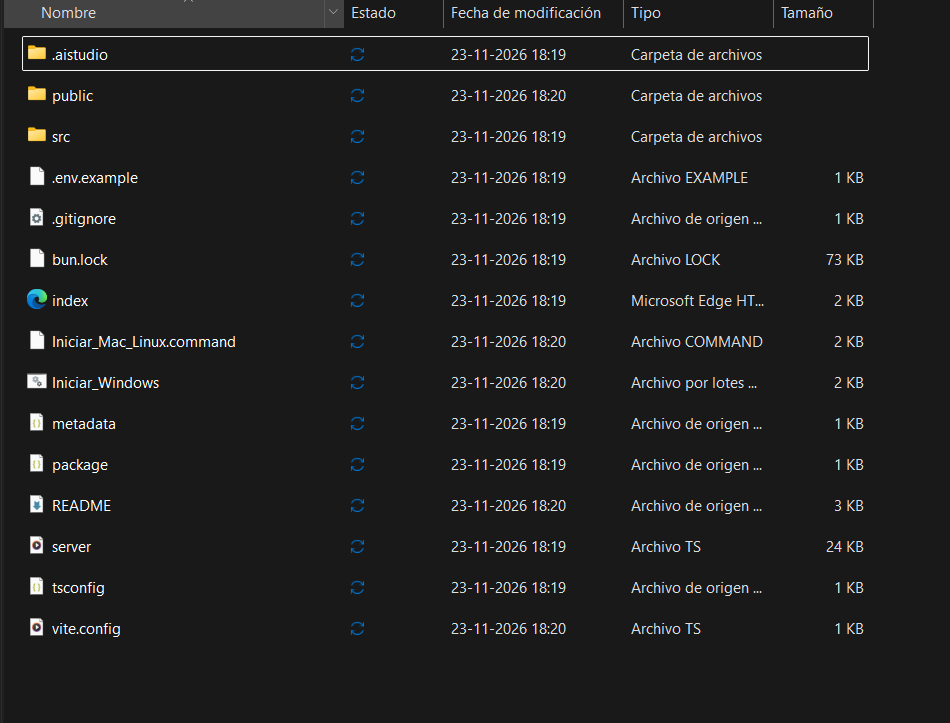 Nombre Estado Fecha de modificación Tipo Tamaño
.aistudio 23-11-2026 18:19 Carpeta de archivos
public 23-11-2026 18:20 Carpeta de archivos
src 23-11-2026 18:19 Carpeta de archivos
.env.example 23-11-2026 18:19 Archivo EXAMPLE 1 KB
.gitignore 23-11-2026 18:19 Archivo de origen ... 1 KB
bun.lock 23-11-2026 18:19 Archivo LOCK 73 KB
index 23-11-2026 18:19 Microsoft Edge HT... 2 KB
Iniciar_Mac_Linux.command 23-11-2026 18:20 Archivo COMMAND 2 KB
Iniciar_Windows 23-11-2026 18:20 Archivo por lotes ... 2 KB
metadata 23-11-2026 18:19 Archivo de origen ... 1 KB
package 23-11-2026 18:19 Archivo de origen ... 1 KB
README 23-11-2026 18:20 Archivo de origen ... 3 KB
server 23-11-2026 18:19 Archivo TS 24 KB
tsconfig 23-11-2026 18:19 Archivo de origen ... 1 KB
vite.config 23-11-2026 18:20 Archivo TS 1 KB